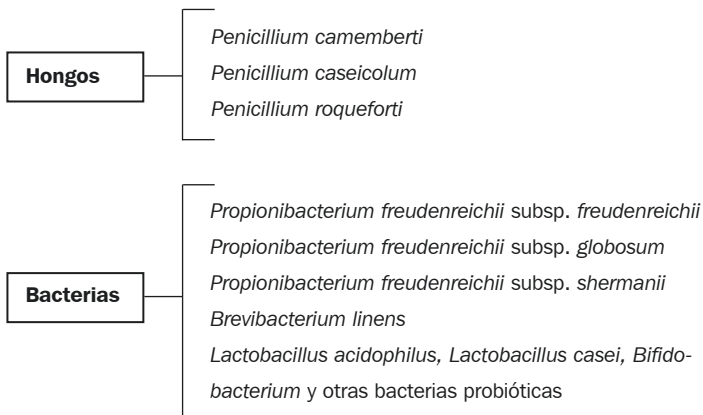 Hongos
Penicillium camemberti
Penicillium caseicolum
Penicillium roqueforti
Bacterias
Propionibacterium freudenreichii subsp. freudenreichii
Propionibacterium freudenreichii subsp. globosum
Propionibacterium freudenreichii subsp. shermanii
Brevibacterium linens
Lactobacillus acidophilus, Lactobacillus casei, Bifido-
bacterium y otras bacterias probióticas